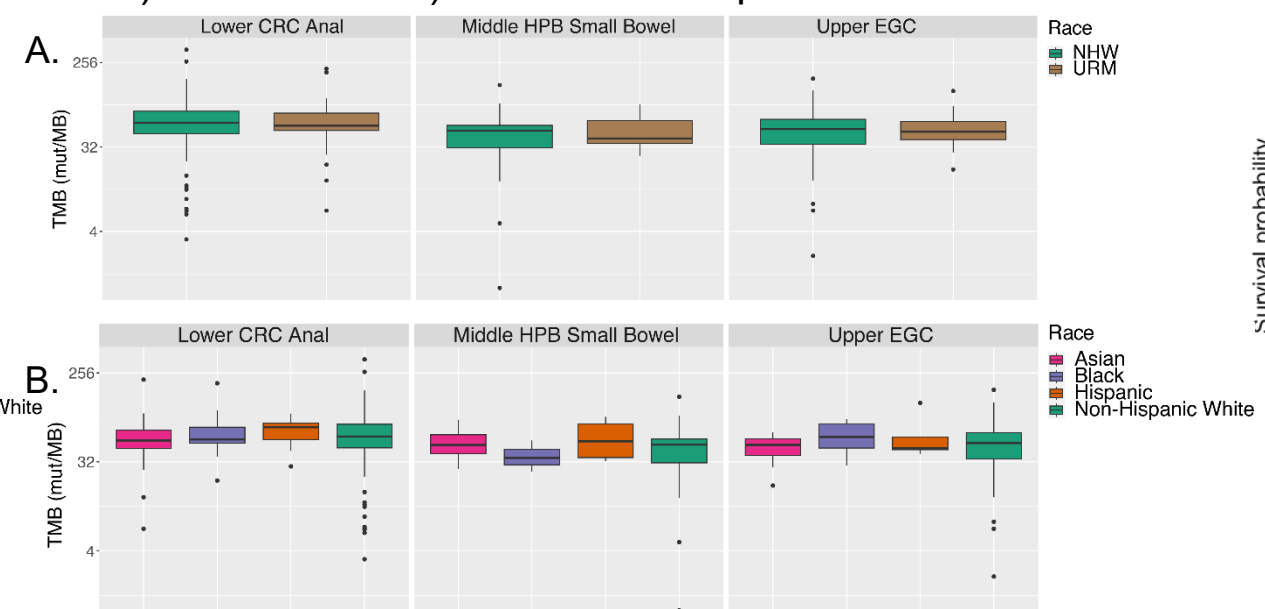 A.
Lower CRC Anal
Middle HPB Small Bowel
Upper EGC
TMB (mut/MB)
256
32
4
Race
NHW
URM
Survival probability
B.
White
Lower CRC Anal
Middle HPB Small Bowel
Upper EGC
TMB (mut/MB)
256
32
4
Race
Asian
Black
Hispanic
Non-Hispanic White